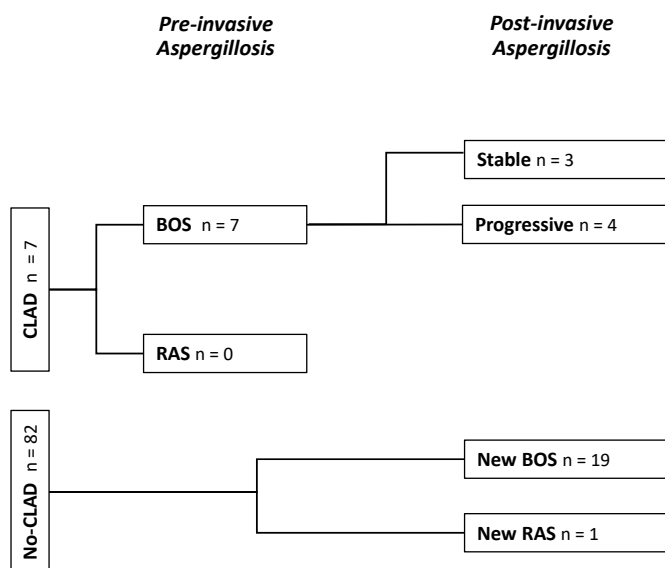 Pre-invasive
Aspergillosis
Post-invasive
Aspergillosis
Stable n = 3
CLAD n = 7
BOS n = 7
Progressive n = 4
RAS n = 0
No-CLAD n = 82
New BOS n = 19
New RAS n = 1